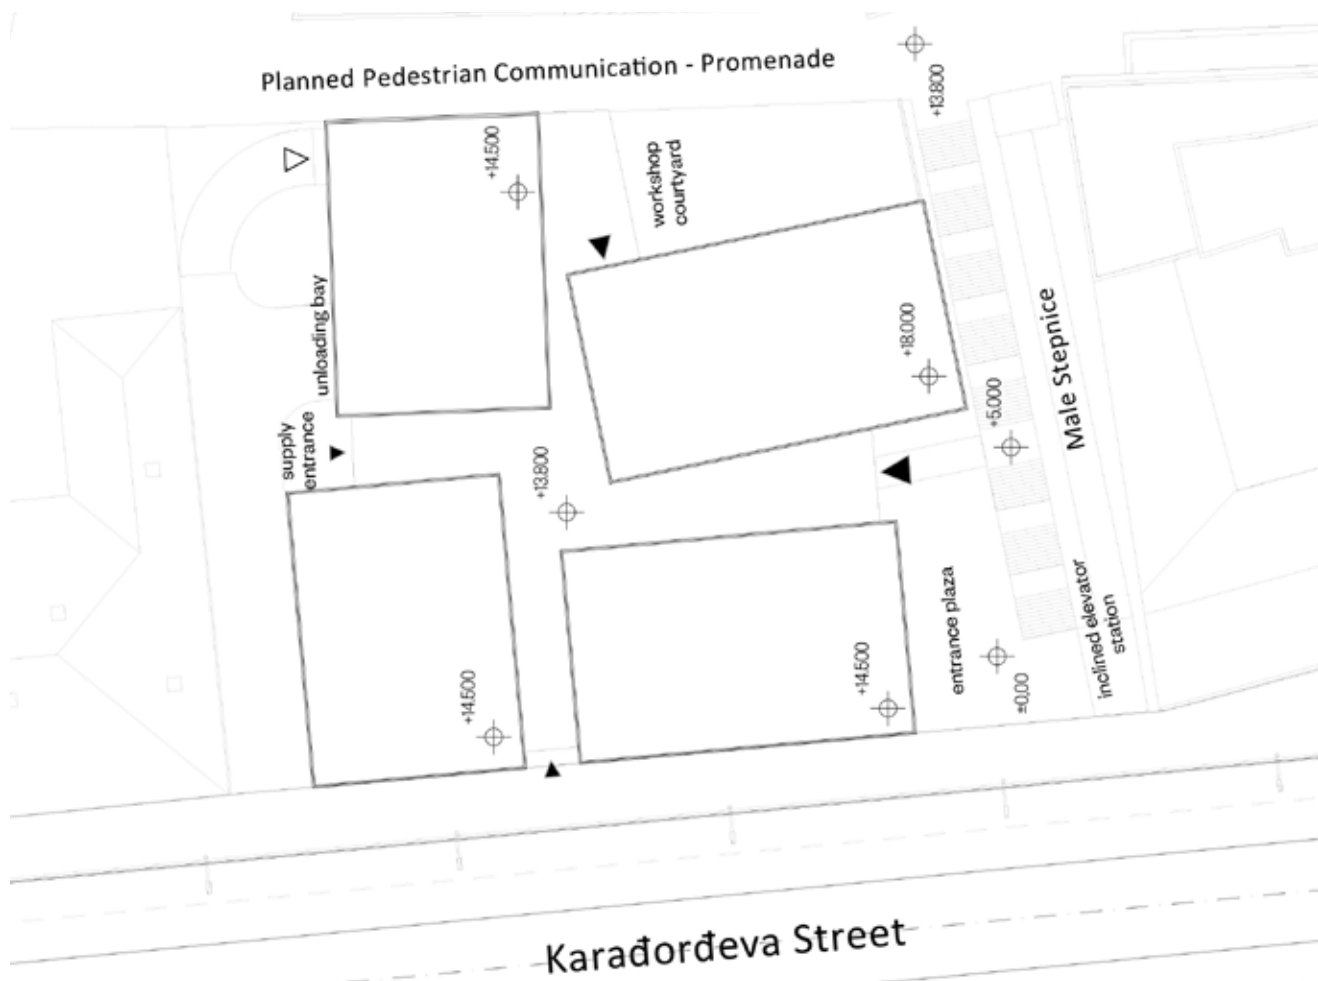 Planned Pedestrian Communication - Promenade
+13.800
+14.500
workshop
courtyard
unloading bay
+18.000
Male Stepnice
+5.000
supply
entrance
+13.800
entrance plaza
inclined elevator
station
+14.500
+14.500
±0,00
Karađorđeva Street